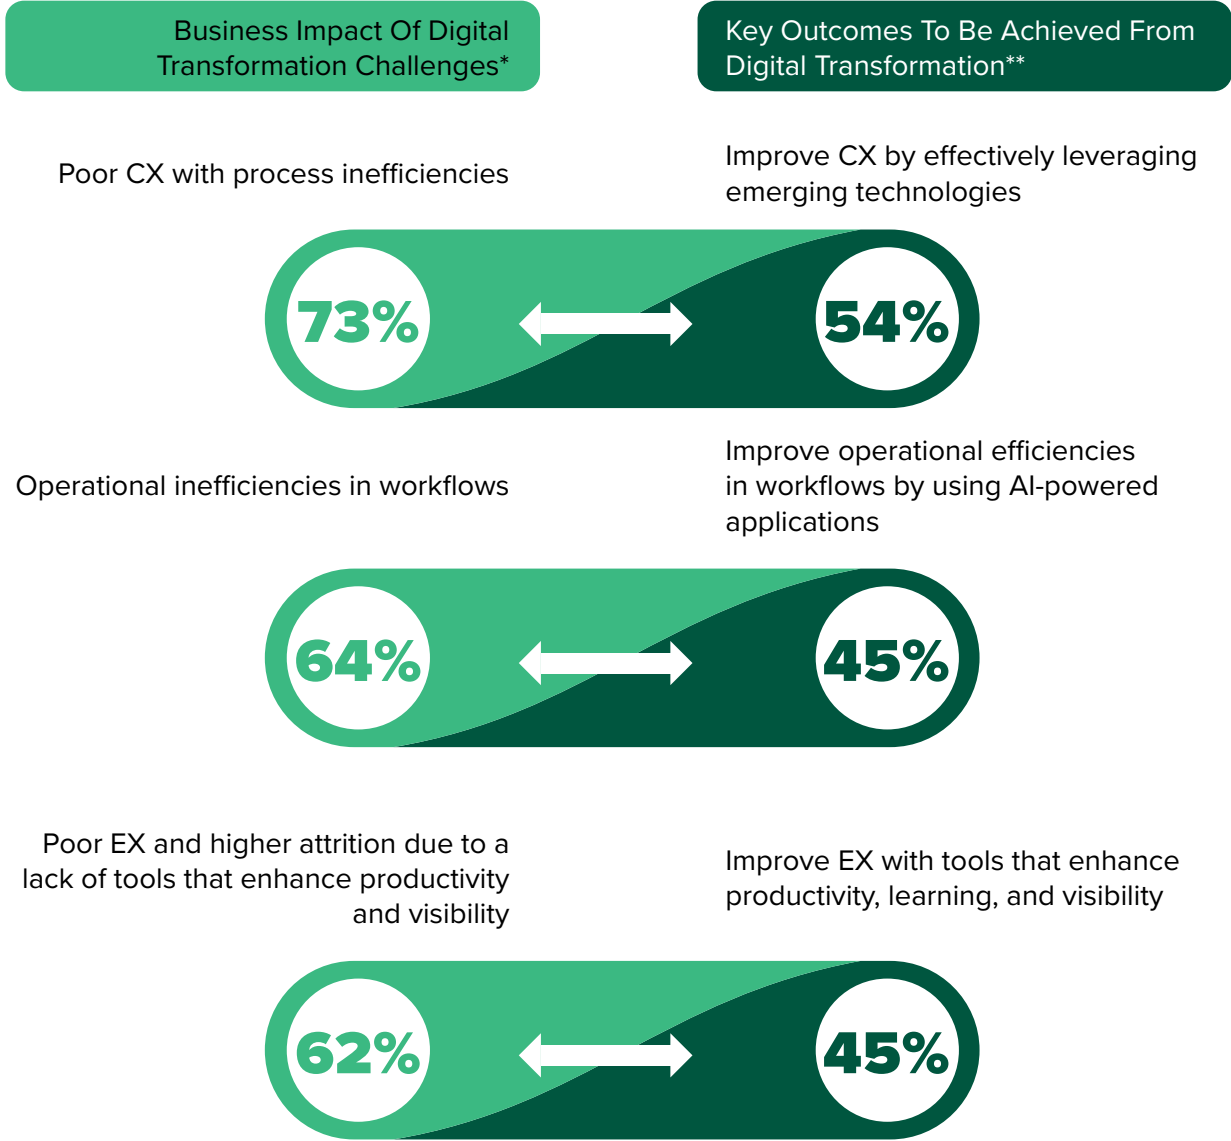 Business Impact Of Digital
Transformation Challenges*
Key Outcomes To Be Achieved From
Digital Transformation**
Poor CX with process inefficiencies
Improve CX by effectively leveraging
emerging technologies
73%
54%
Operational inefficiencies in workflows
Improve operational efficiencies
in workflows by using AI-powered
applications
64%
45%
Poor EX and higher attrition due to a
lack of tools that enhance productivity
and visibility
Improve EX with tools that enhance
productivity, learning, and visibility
62%
45%